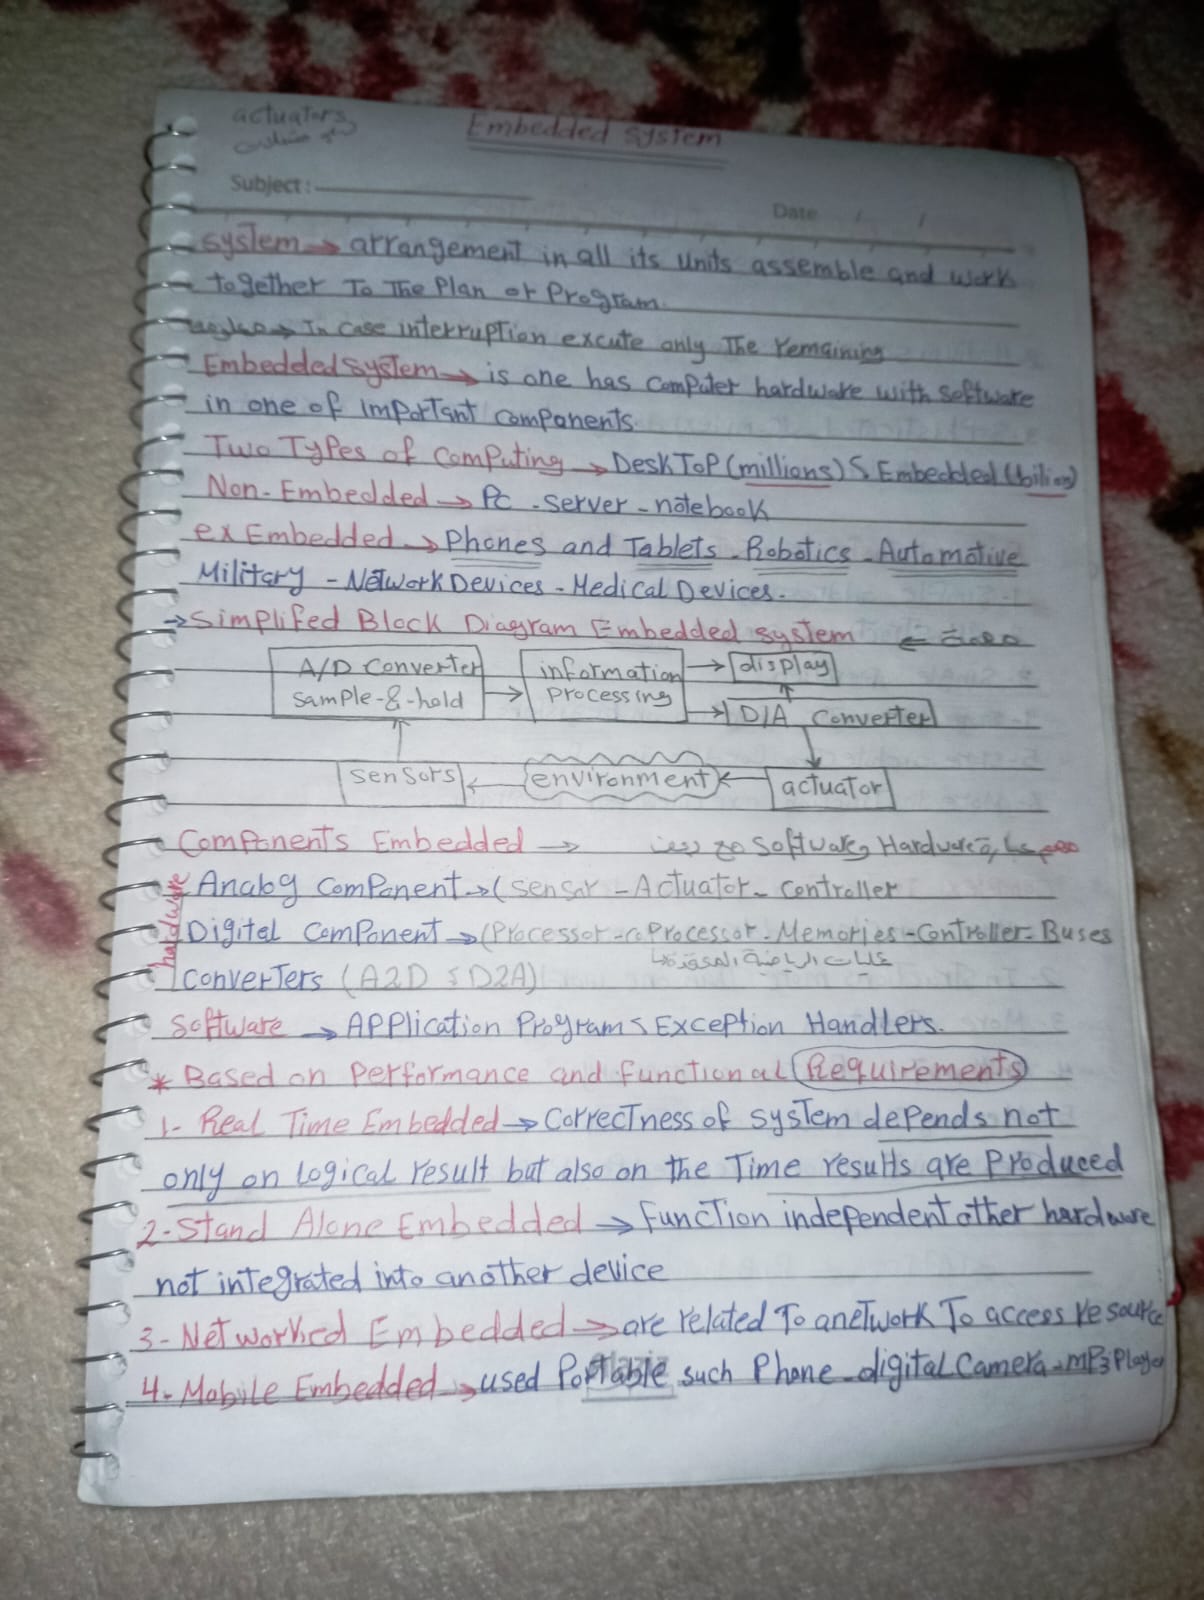 actuators
Embedded system
Subject:
Date / /
system → arrangement in all its units assemble and work
together To The Plan or Program.
→ In case interruption excute only The remaining
Embedded system → is one has computer hardware with software
in one of important components.
Two Types of computing → DeskTop (millions) & Embedded (bilion)
Non-Embedded → Pc - server - notebook
ex Embedded → Phones and Tablets - Robotics - Automotive
Military - Network Devices - Medical Devices.
→ Simplifed Block Diagram Embedded system ←
A/D converter
sample-&-hold
information
processing
display
D/A converter
sensors
environment
actuator
Components Embedded → Software و Hardware
hardware
Analog component → (sensor - Actuator - controller
Digital component → (Processor - coProcessor - Memories - Controller - Buses
الرياضية المعقدة
converters (A2D & D2A)
Software → APPlication Program & Exception Handlers.
* Based on performance and functional Requirements
1- Real Time Embedded → correctness of system depends not
only on logical result but also on the Time results are Produced
2- Stand Alone Embedded → function independent other hardware
not integrated into another device
3- Networked Embedded → are related To a network To access resource
4- Mobile Embedded → used Portable such Phone - digital Camera - mP3 Player